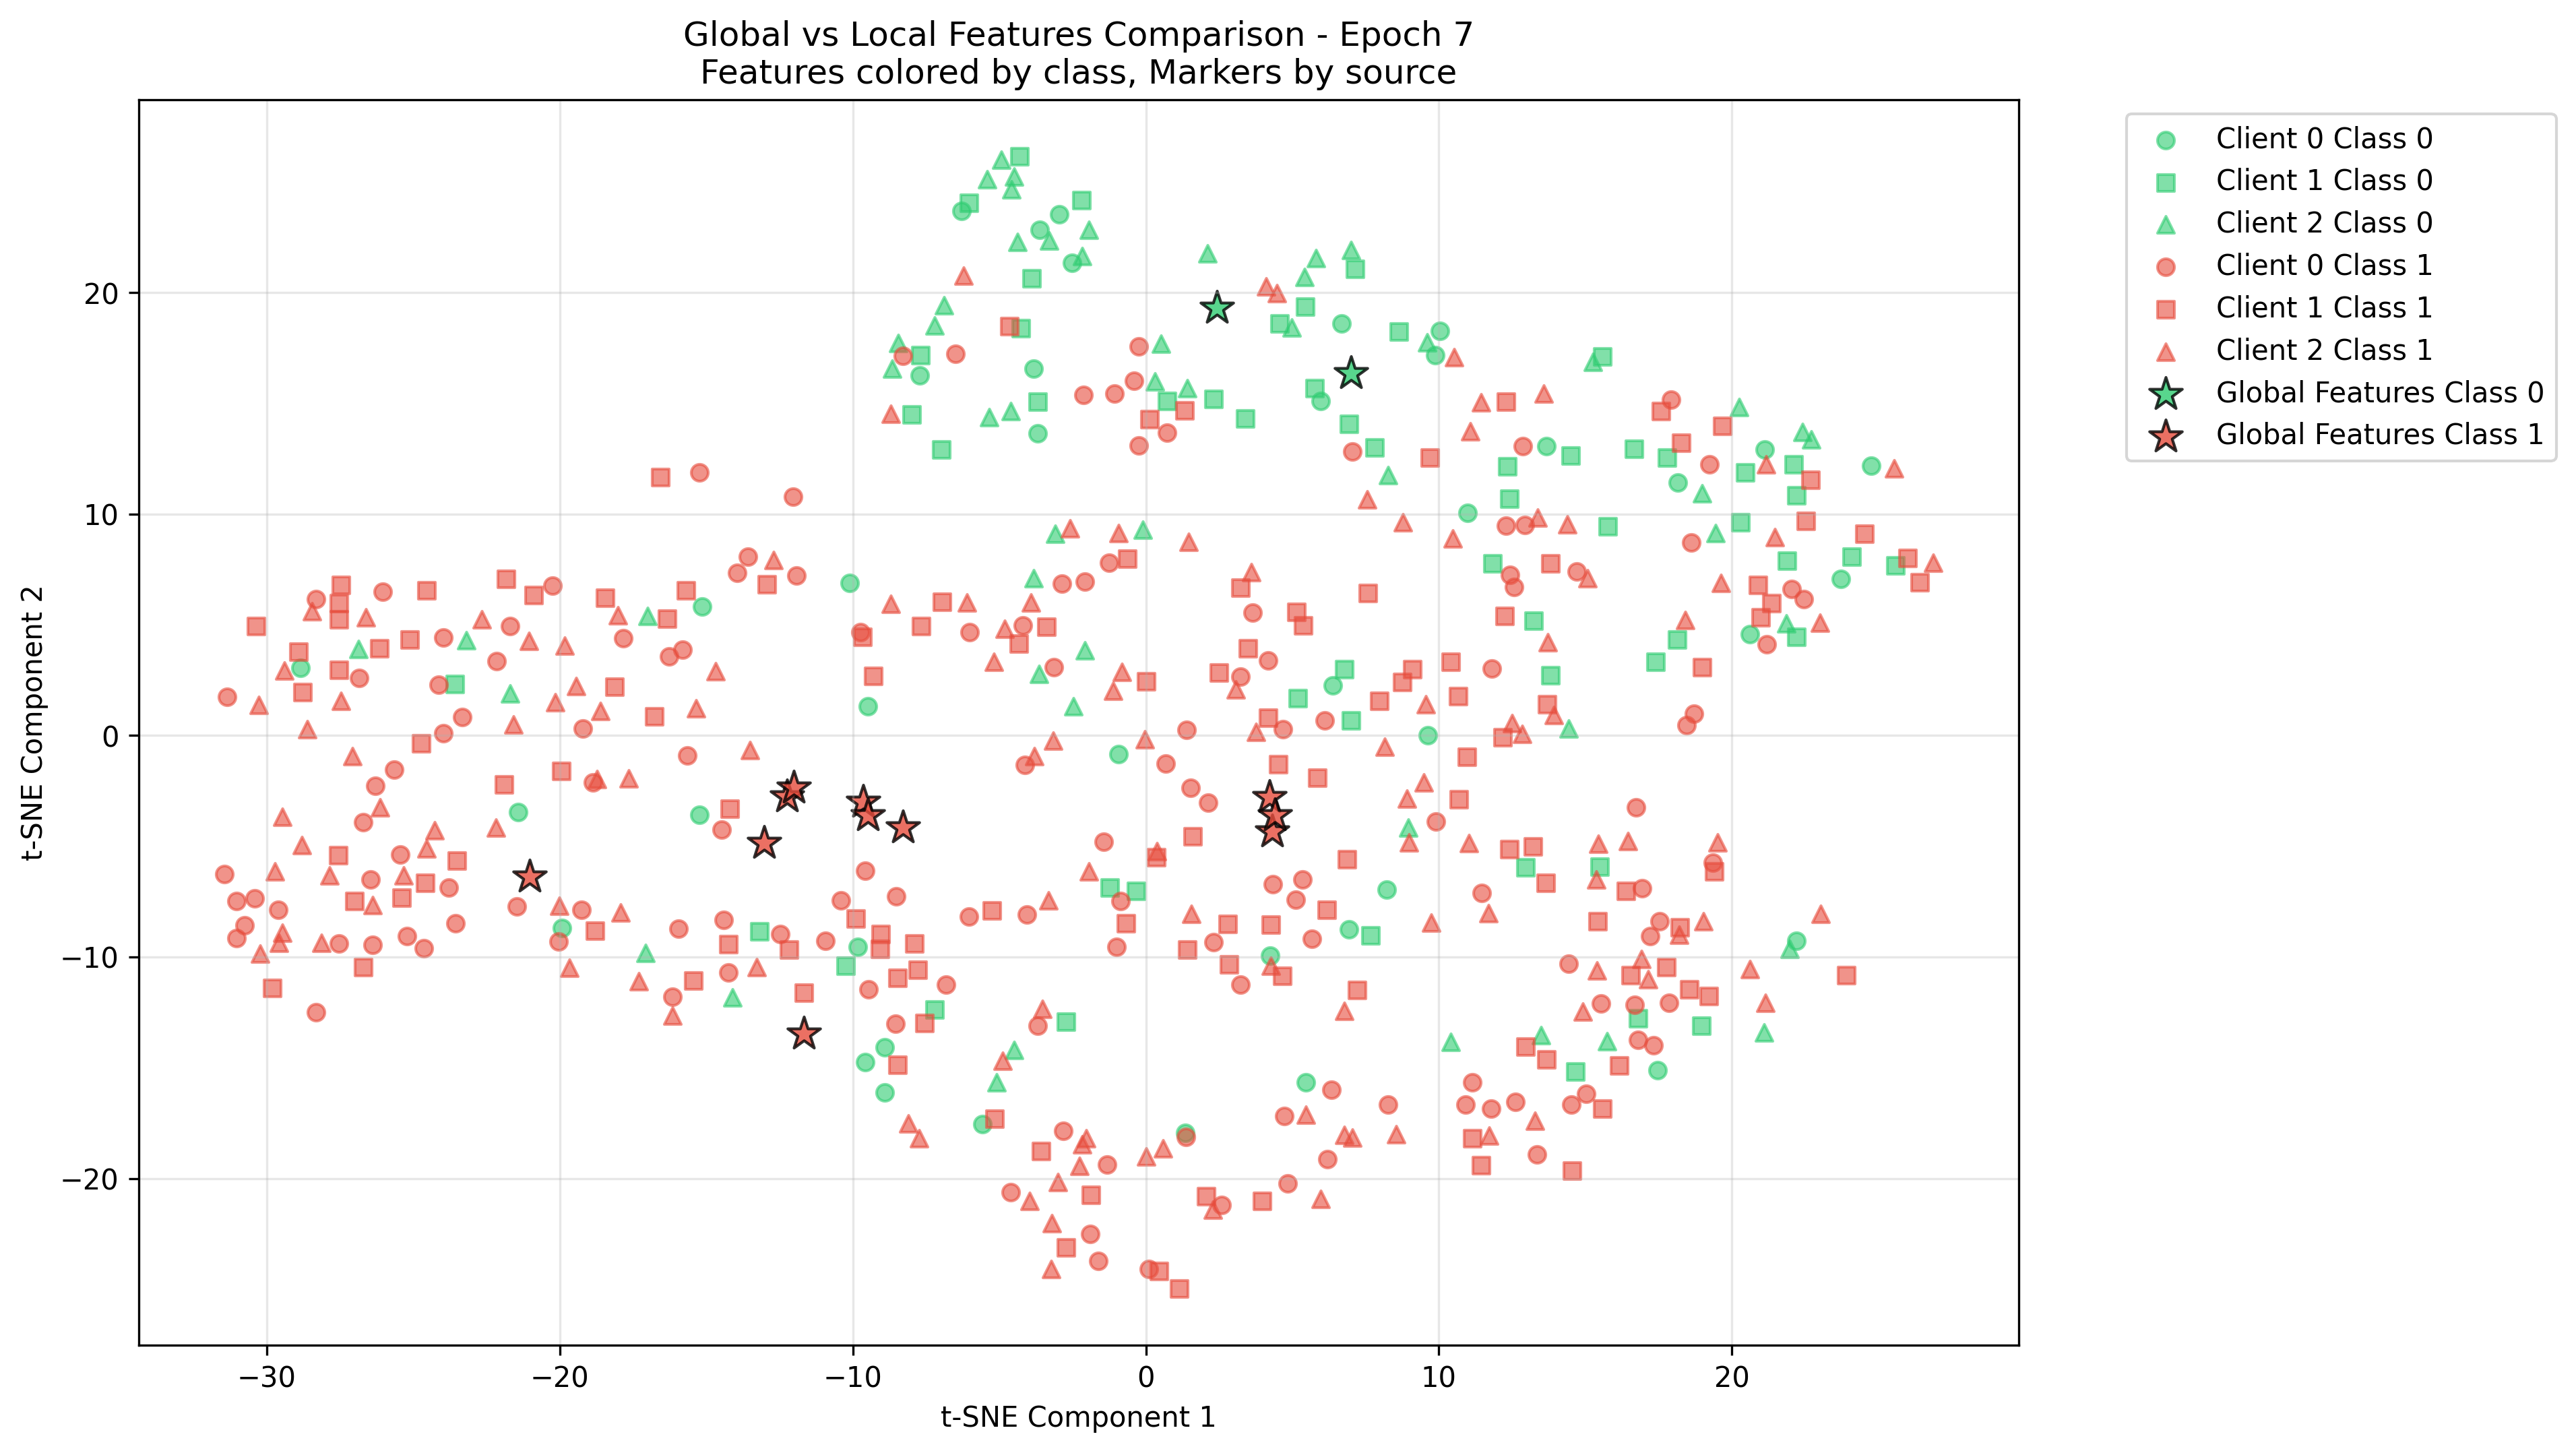 Global vs Local Features Comparison - Epoch 7
Features colored by class, Markers by source
Client 0 Class 0
Client 1 Class 0
Client 2 Class 0
Client 0 Class 1
Client 1 Class 1
Client 2 Class 1
Global Features Class 0
Global Features Class 1
t-SNE Component 2
20
10
0
−10
−20
−30
−20
−10
0
10
20
t-SNE Component 1